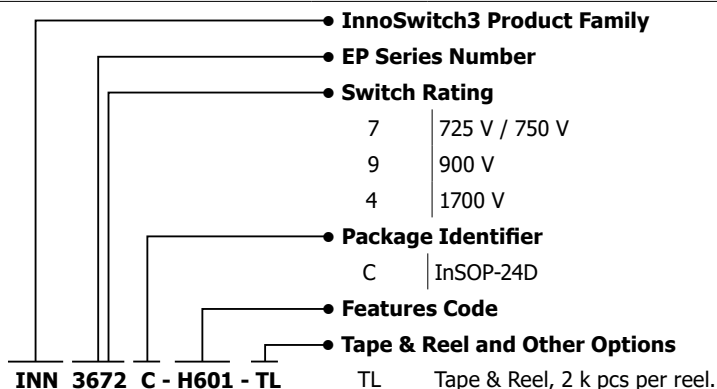 InnoSwitch3 Product Family
EP Series Number
Switch Rating
7 725 V / 750 V
9 900 V
4 1700 V
Package Identifier
C InSOP-24D
Features Code
Tape & Reel and Other Options
INN 3672 C - H601 - TL TL Tape & Reel, 2 k pcs per reel.